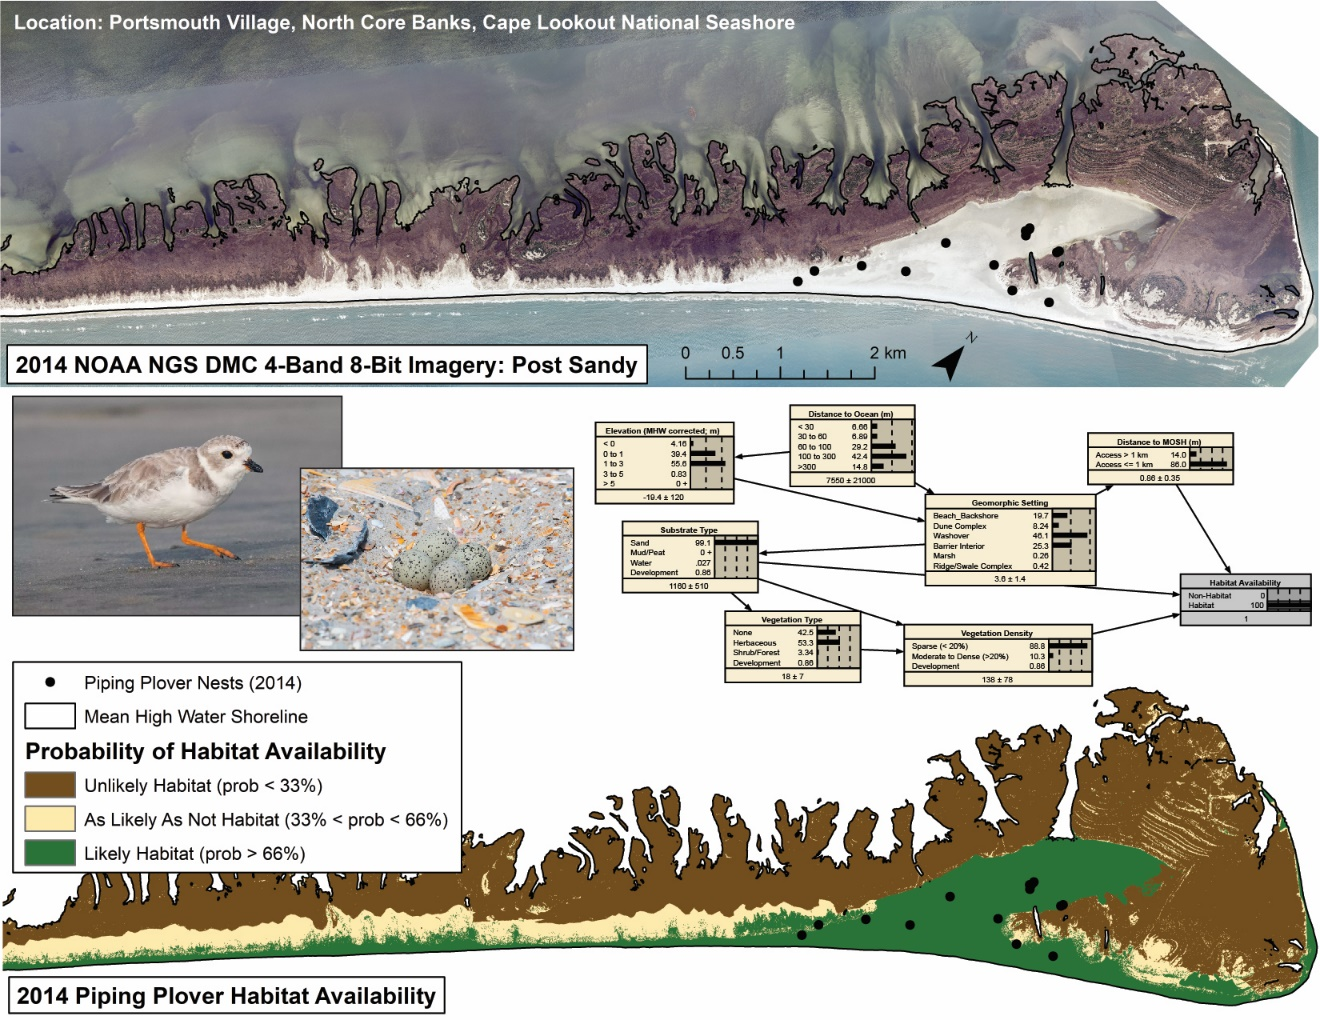 Location: Portsmouth Village, North Core Banks, Cape Lookout National Seashore
2014 NOAA NGS DMC 4-Band 8-Bit Imagery: Post Sandy
0 0.5 1 2 km
N
Elevation (MHW corrected; m)
< 0 4.16
0 to 1 39.4
1 to 3 55.6
3 to 5 0.83
> 5 0 +
-19.4 ± 120
Distance to Ocean (m)
< 30 6.66
30 to 60 6.89
60 to 100 29.2
100 to 300 42.4
>300 14.8
7550 ± 21000
Distance to MOSH (m)
Access > 1 km 14.0
Access <= 1 km 86.0
0.86 ± 0.35
Geomorphic Setting
Beach_Backshore 19.7
Dune Complex 8.24
Washover 46.1
Barrier Interior 25.3
Marsh 0.26
Ridge/Swale Complex 0.42
3.6 ± 1.4
Substrate Type
Sand 99.1
Mud/Peat 0 +
Water .027
Development 0.86
1160 ± 510
Habitat Availability
Non-Habitat 0
Habitat 100
1
Vegetation Type
None 42.5
Herbaceous 53.3
Shrub/Forest 3.34
Development 0.86
18 ± 7
Vegetation Density
Sparse (< 20%) 88.8
Moderate to Dense (>20%) 10.3
Development 0.86
138 ± 78
Piping Plover Nests (2014)
Mean High Water Shoreline
Probability of Habitat Availability
Unlikely Habitat (prob < 33%)
As Likely As Not Habitat (33% < prob < 66%)
Likely Habitat (prob > 66%)
2014 Piping Plover Habitat Availability